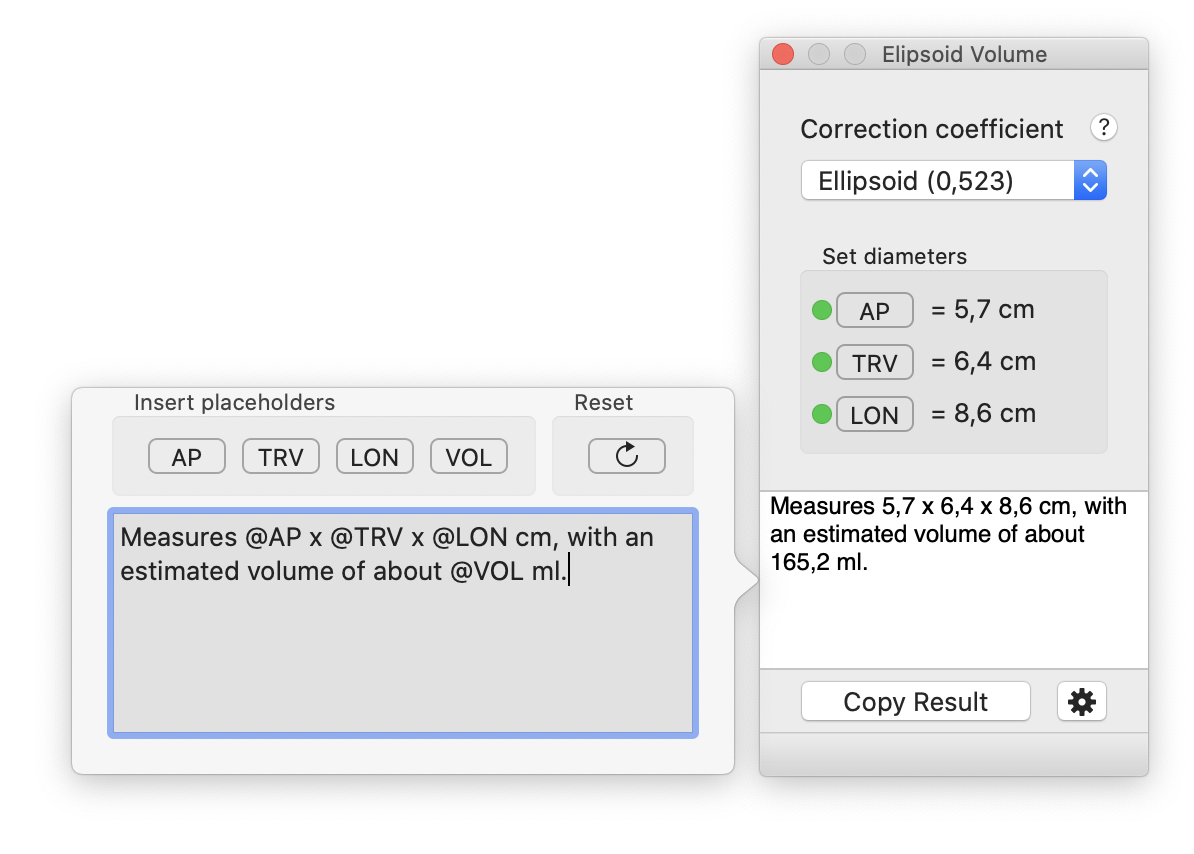 Elipsoid Volume
Correction coefficient ?
Ellipsoid (0,523)
Set diameters
AP = 5,7 cm
TRV = 6,4 cm
LON = 8,6 cm
Measures 5,7 x 6,4 x 8,6 cm, with
an estimated volume of about
165,2 ml.
Copy Result
Insert placeholders
Reset
AP TRV LON VOL
Measures @AP x @TRV x @LON cm, with an
estimated volume of about @VOL ml.